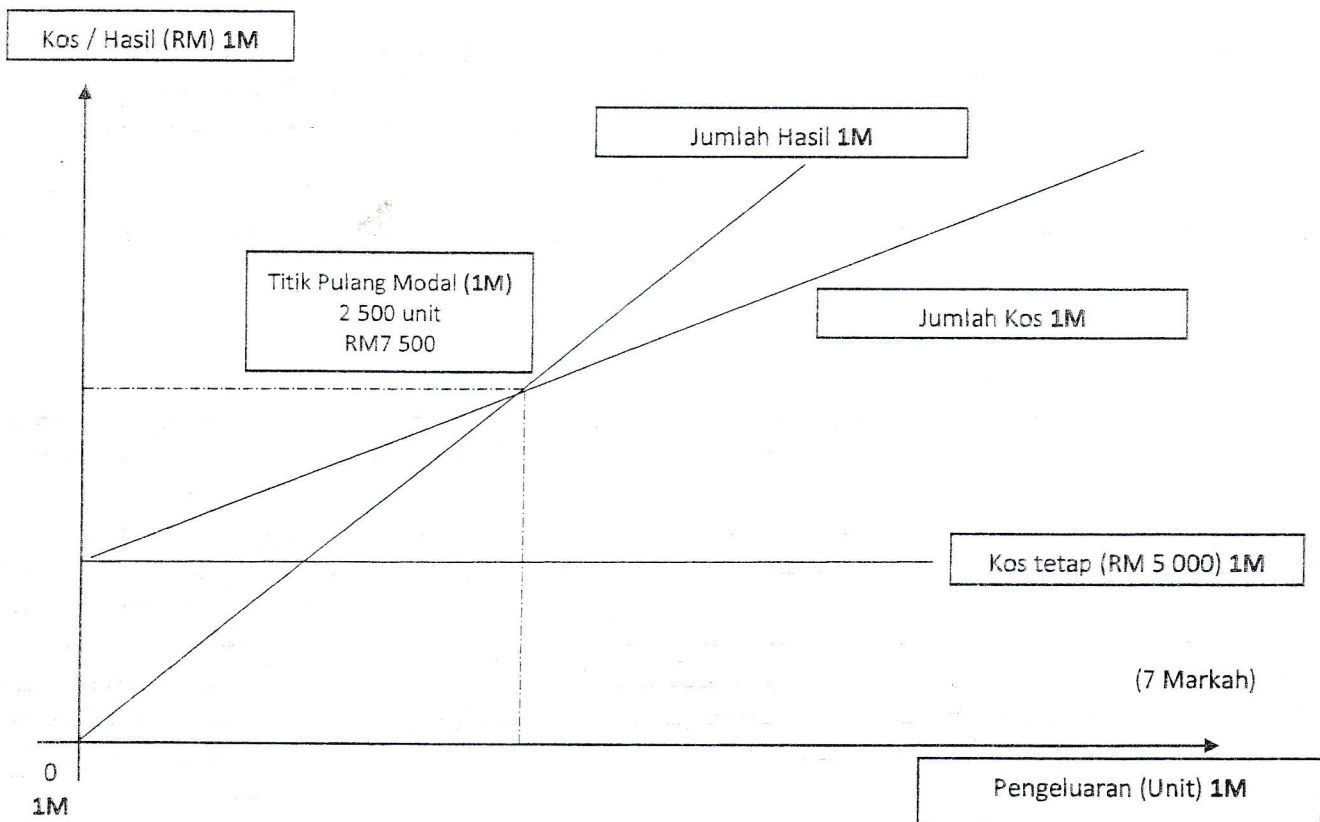 Kos / Hasil (RM) 1M
Jumlah Hasil 1M
Titik Pulang Modal (1M)
2 500 unit
RM7 500
Jumlah Kos 1M
Kos tetap (RM 5 000) 1M
(7 Markah)
0
1M
Pengeluaran (Unit) 1M